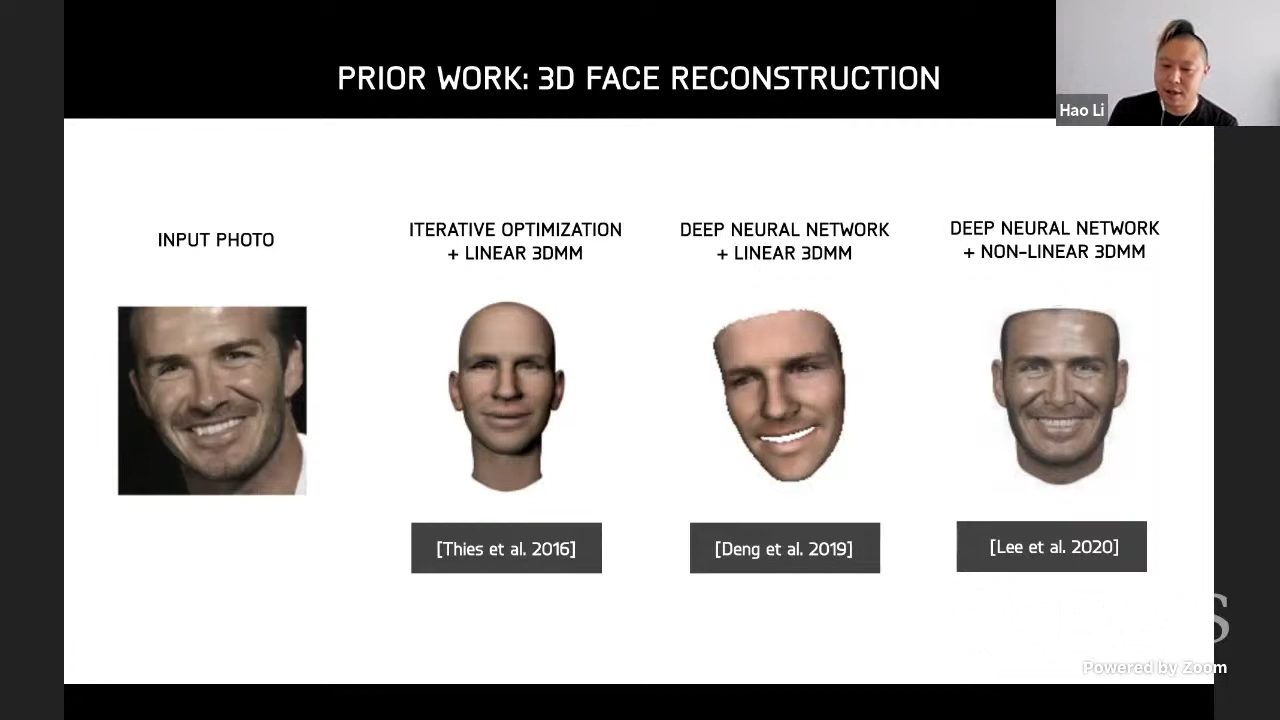 PRIOR WORK: 3D FACE RECONSTRUCTION
Hao Li
INPUT PHOTO
ITERATIVE OPTIMIZATION
+ LINEAR 3DMM
DEEP NEURAL NETWORK
+ LINEAR 3DMM
DEEP NEURAL NETWORK
+ NON-LINEAR 3DMM
[Thies et al. 2016]
[Deng et al. 2019]
[Lee et al. 2020]
S
Powered by Zoom